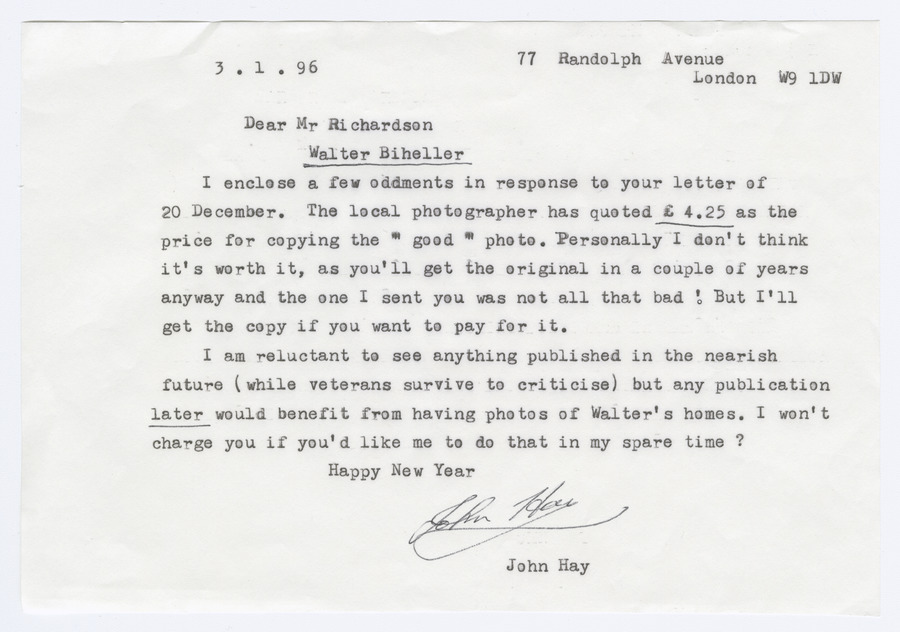 3 . 1 . 96
77 Randolph Avenue
London W9 1DW
Dear Mr Richardson
Walter Biheller
I enclose a few oddments in response to your letter of
20 December. The local photographer has quoted £ 4.25 as the
price for copying the " good " photo. Personally I don't think
it's worth it, as you'll get the original in a couple of years
anyway and the one I sent you was not all that bad ! But I'll
get the copy if you want to pay for it.
I am reluctant to see anything published in the nearish
future (while veterans survive to criticise) but any publication
later would benefit from having photos of Walter's homes. I won't
charge you if you'd like me to do that in my spare time ?
Happy New Year
John Hay
John Hay